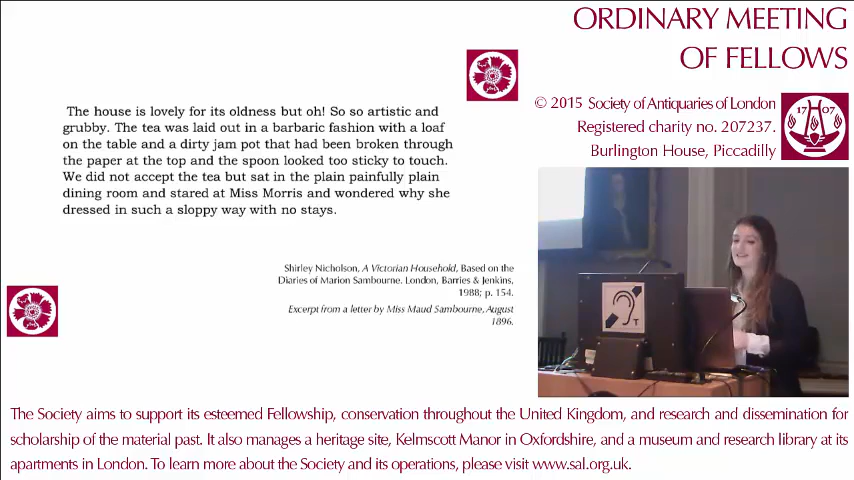 ORDINARY MEETING
OF FELLOWS
The house is lovely for its oldness but oh! So so artistic and
grubby. The tea was laid out in a barbaric fashion with a loaf
on the table and a dirty jam pot that had been broken through
the paper at the top and the spoon looked too sticky to touch.
We did not accept the tea but sat in the plain painfully plain
dining room and stared at Miss Morris and wondered why she
dressed in such a sloppy way with no stays.
Shirley Nicholson, A Victorian Household, Based on the
Diaries of Marion Sambourne. London, Barries & Jenkins,
1988; p. 154.
Excerpt from a letter by Miss Maud Sambourne, August
1896.
© 2015 Society of Antiquaries of London
Registered charity no. 207237.
Burlington House, Piccadilly
1707
T
The Society aims to support its esteemed Fellowship, conservation throughout the United Kingdom, and research and dissemination for
scholarship of the material past. It also manages a heritage site, Kelmscott Manor in Oxfordshire, and a museum and research library at its
apartments in London. To learn more about the Society and its operations, please visit www.sal.org.uk.